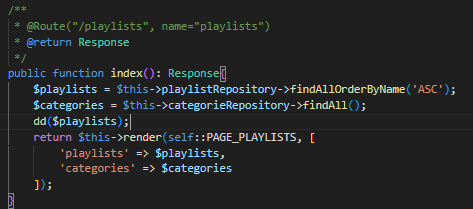 /**
 * @Route("/playlists", name="playlists")
 * @return Response
 */
public function index(): Response{
    $playlists = $this->playlistRepository->findAllOrderByName('ASC');
    $categories = $this->categorieRepository->findAll();
    dd($playlists);
    return $this->render(self::PAGE_PLAYLISTS, [
        'playlists' => $playlists,
        'categories' => $categories
    ]);
}